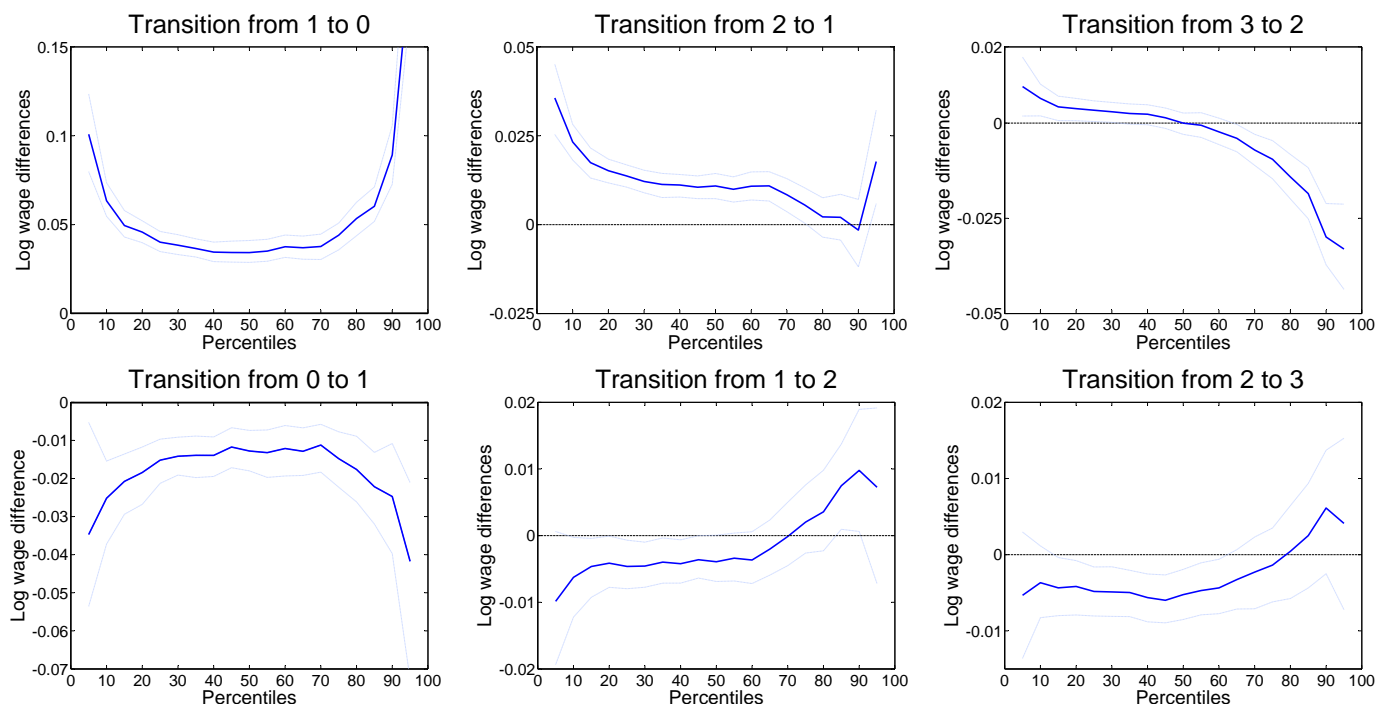 Transition from 1 to 0
Log wage differences
0.15
0.1
0.05
0
0 10 20 30 40 50 60 70 80 90 100
Percentiles
Transition from 2 to 1
Log wage differences
0.05
0.025
0
-0.025
0 10 20 30 40 50 60 70 80 90 100
Percentiles
Transition from 3 to 2
Log wage differences
0.02
0
-0.025
-0.05
0 10 20 30 40 50 60 70 80 90 100
Percentiles
Transition from 0 to 1
Log wage difference
0
-0.01
-0.02
-0.03
-0.04
-0.05
-0.06
-0.07
0 10 20 30 40 50 60 70 80 90 100
Percentiles
Transition from 1 to 2
Log wage differences
0.02
0.01
0
-0.01
-0.02
0 10 20 30 40 50 60 70 80 90 100
Percentiles
Transition from 2 to 3
Log wage differences
0.02
0.01
0
-0.01
0 10 20 30 40 50 60 70 80 90 100
Percentiles